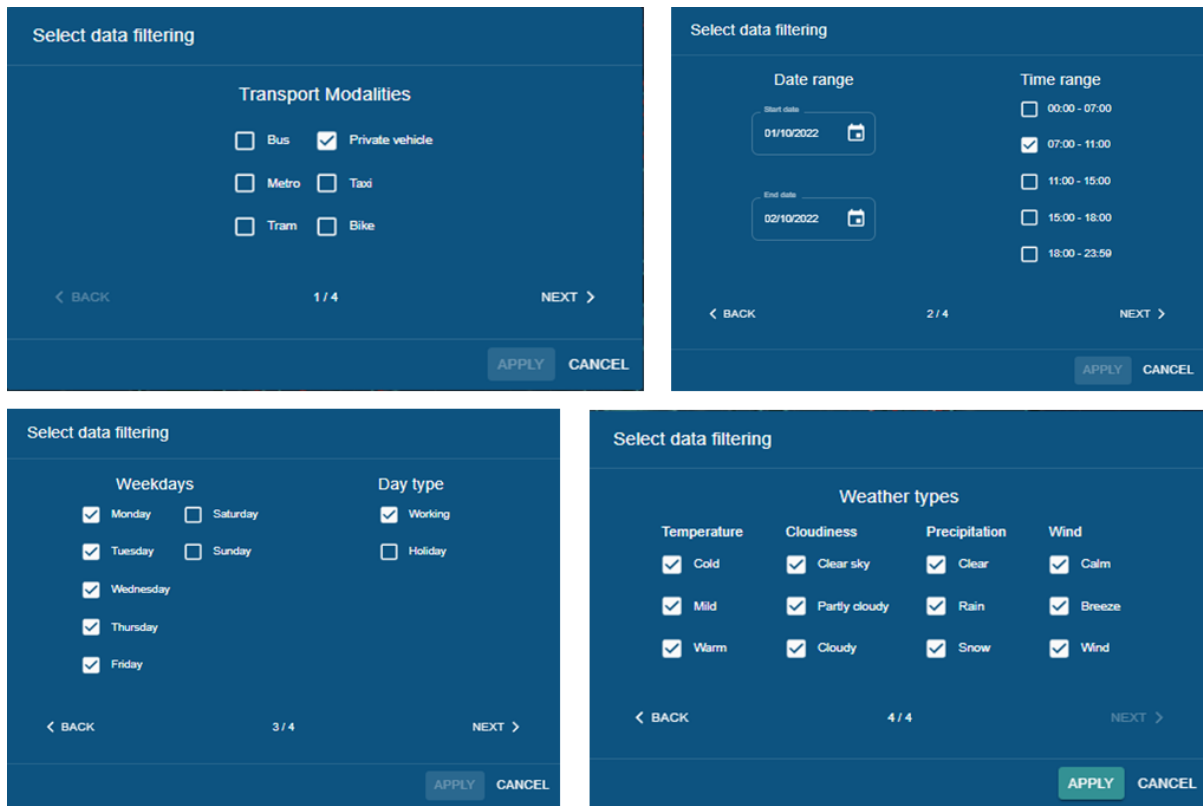 Select data filtering
Transport Modalities
Bus Private vehicle
Metro Taxi
Tram Bike
BACK 1 / 4 NEXT
APPLY CANCEL
Select data filtering
Date range Time range
Start date
01/10/2022
End date
02/10/2022
00:00 - 07:00
07:00 - 11:00
11:00 - 15:00
15:00 - 18:00
18:00 - 23:59
BACK 2 / 4 NEXT
APPLY CANCEL
Select data filtering
Weekdays Day type
Monday Saturday Working
Tuesday Sunday Holiday
Wednesday
Thursday
Friday
BACK 3 / 4 NEXT
APPLY CANCEL
Select data filtering
Weather types
Temperature Cloudiness Precipitation Wind
Cold Clear sky Clear Calm
Mild Partly cloudy Rain Breeze
Warm Cloudy Snow Wind
BACK 4 / 4 NEXT
APPLY CANCEL